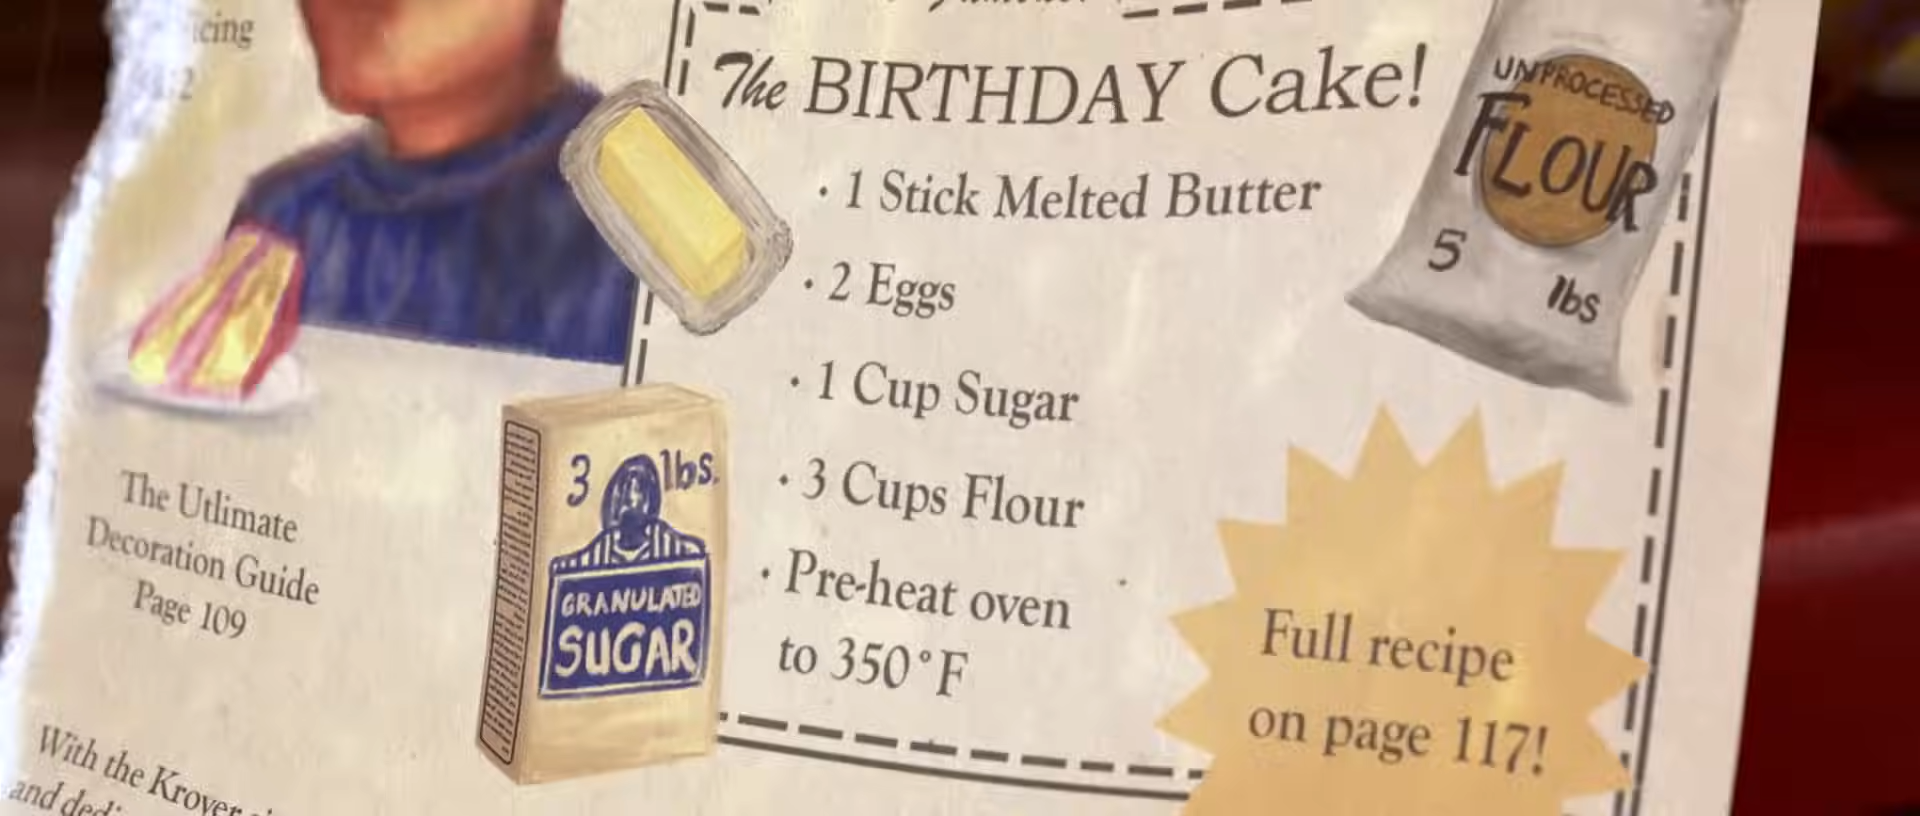 icing
The BIRTHDAY Cake!
· 1 Stick Melted Butter
· 2 Eggs
· 1 Cup Sugar
· 3 Cups Flour
· Pre-heat oven
to 350°F
UNPROCESSED
FLOUR
5 lbs
3 lbs.
GRANULATED
SUGAR
Full recipe
on page 117!
The Utlimate
Decoration Guide
Page 109
With the Krover
and